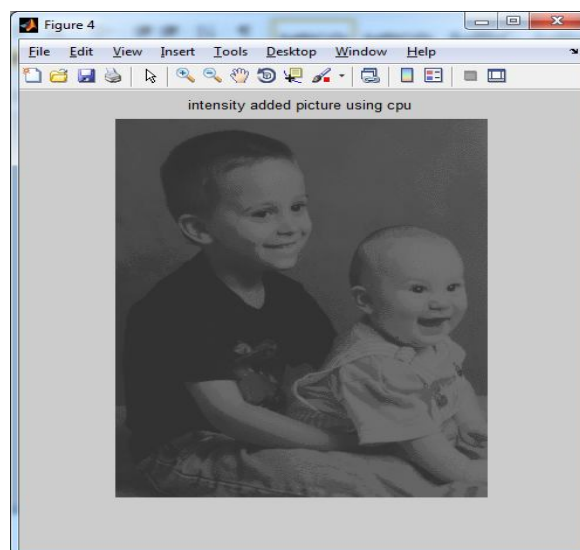 Figure 4
File Edit View Insert Tools Desktop Window Help
intensity added picture using cpu